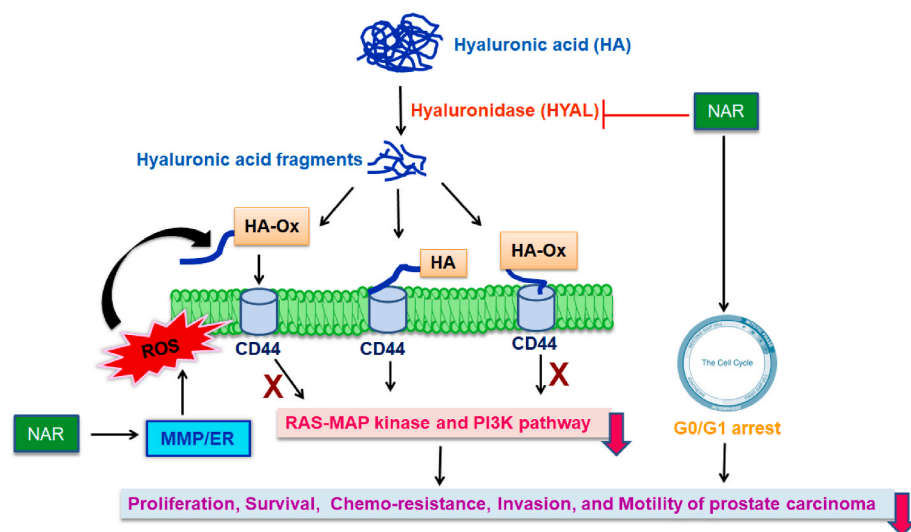 Hyaluronic acid (HA)
Hyaluronidase (HYAL)
NAR
Hyaluronic acid fragments
HA-Ox
HA
HA-Ox
ROS
CD44
CD44
CD44
The Cell Cycle
X
X
NAR
MMP/ER
RAS-MAP kinase and PI3K pathway
G0/G1 arrest
Proliferation, Survival, Chemo-resistance, Invasion, and Motility of prostate carcinoma